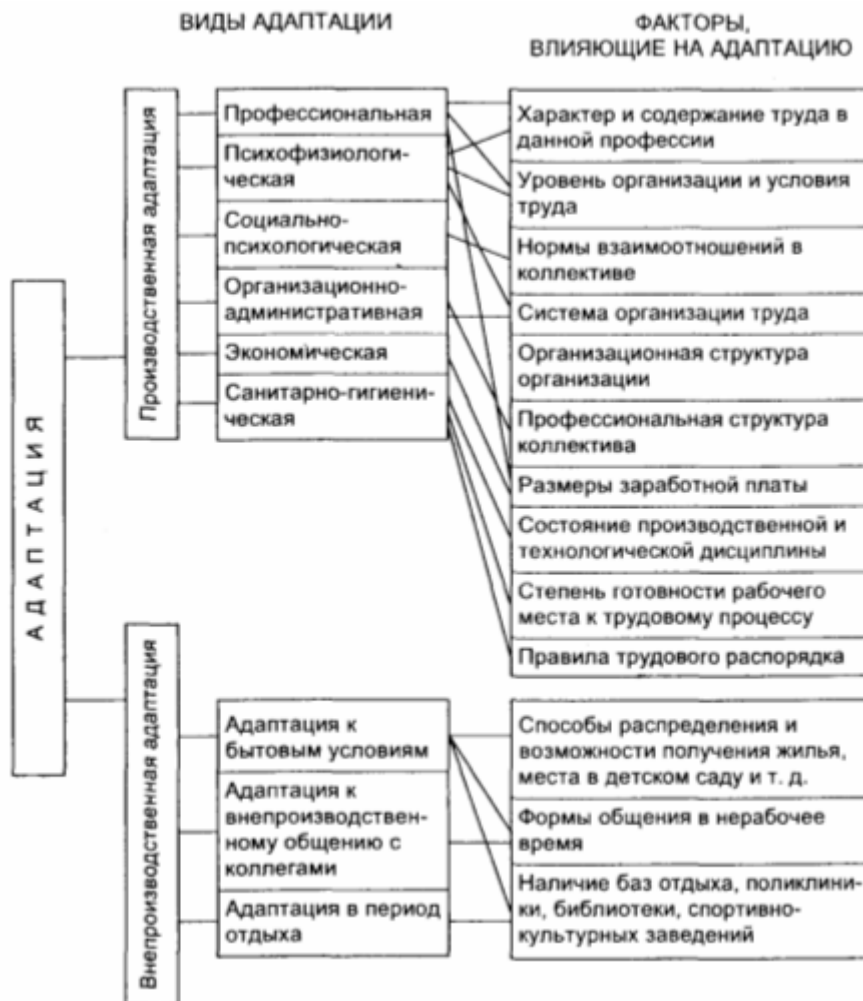 ВИДЫ АДАПТАЦИИ
ФАКТОРЫ,
ВЛИЯЮЩИЕ НА АДАПТАЦИЮ
АДАПТАЦИЯ
Производственная адаптация
Профессиональная
Психофизиологи-
ческая
Социально-
психологическая
Организационно-
административная
Экономическая
Санитарно-гигиени-
ческая
Характер и содержание труда в
данной профессии
Уровень организации и условия
труда
Нормы взаимоотношений в
коллективе
Система организации труда
Организационная структура
организации
Профессиональная структура
коллектива
Размеры заработной платы
Состояние производственной и
технологической дисциплины
Степень готовности рабочего
места к трудовому процессу
Правила трудового распорядка
Внепроизводственная адаптация
Адаптация к
бытовым условиям
Адаптация к
внепроизводствен-
ному общению с
коллегами
Адаптация в период
отдыха
Способы распределения и
возможности получения жилья,
места в детском саду и т. д.
Формы общения в нерабочее
время
Наличие баз отдыха, поликлини-
ки, библиотеки, спортивно-
культурных заведений